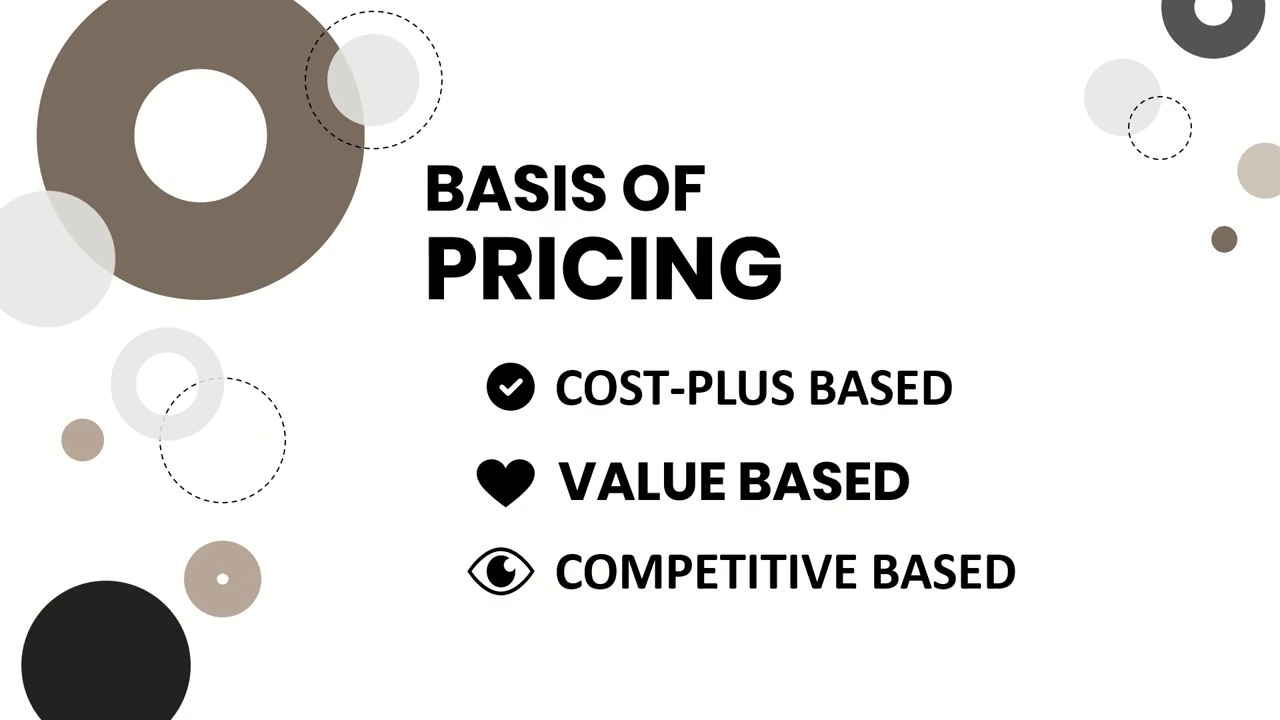 BASIS OF
PRICING
COST-PLUS BASED
VALUE BASED
COMPETITIVE BASED